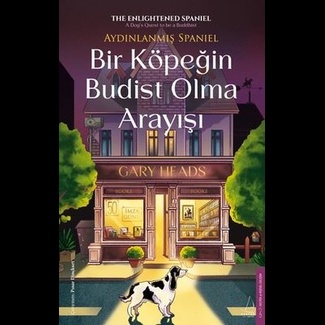 THE ENLIGHTENED SPANIEL
A Dog's Quest to be a Buddhist
AYDINLANMIŞ SPANIEL
Bir Köpeğin
Budist Olma
Arayışı
GARY HEADS
BOOKS
BOOKS
50